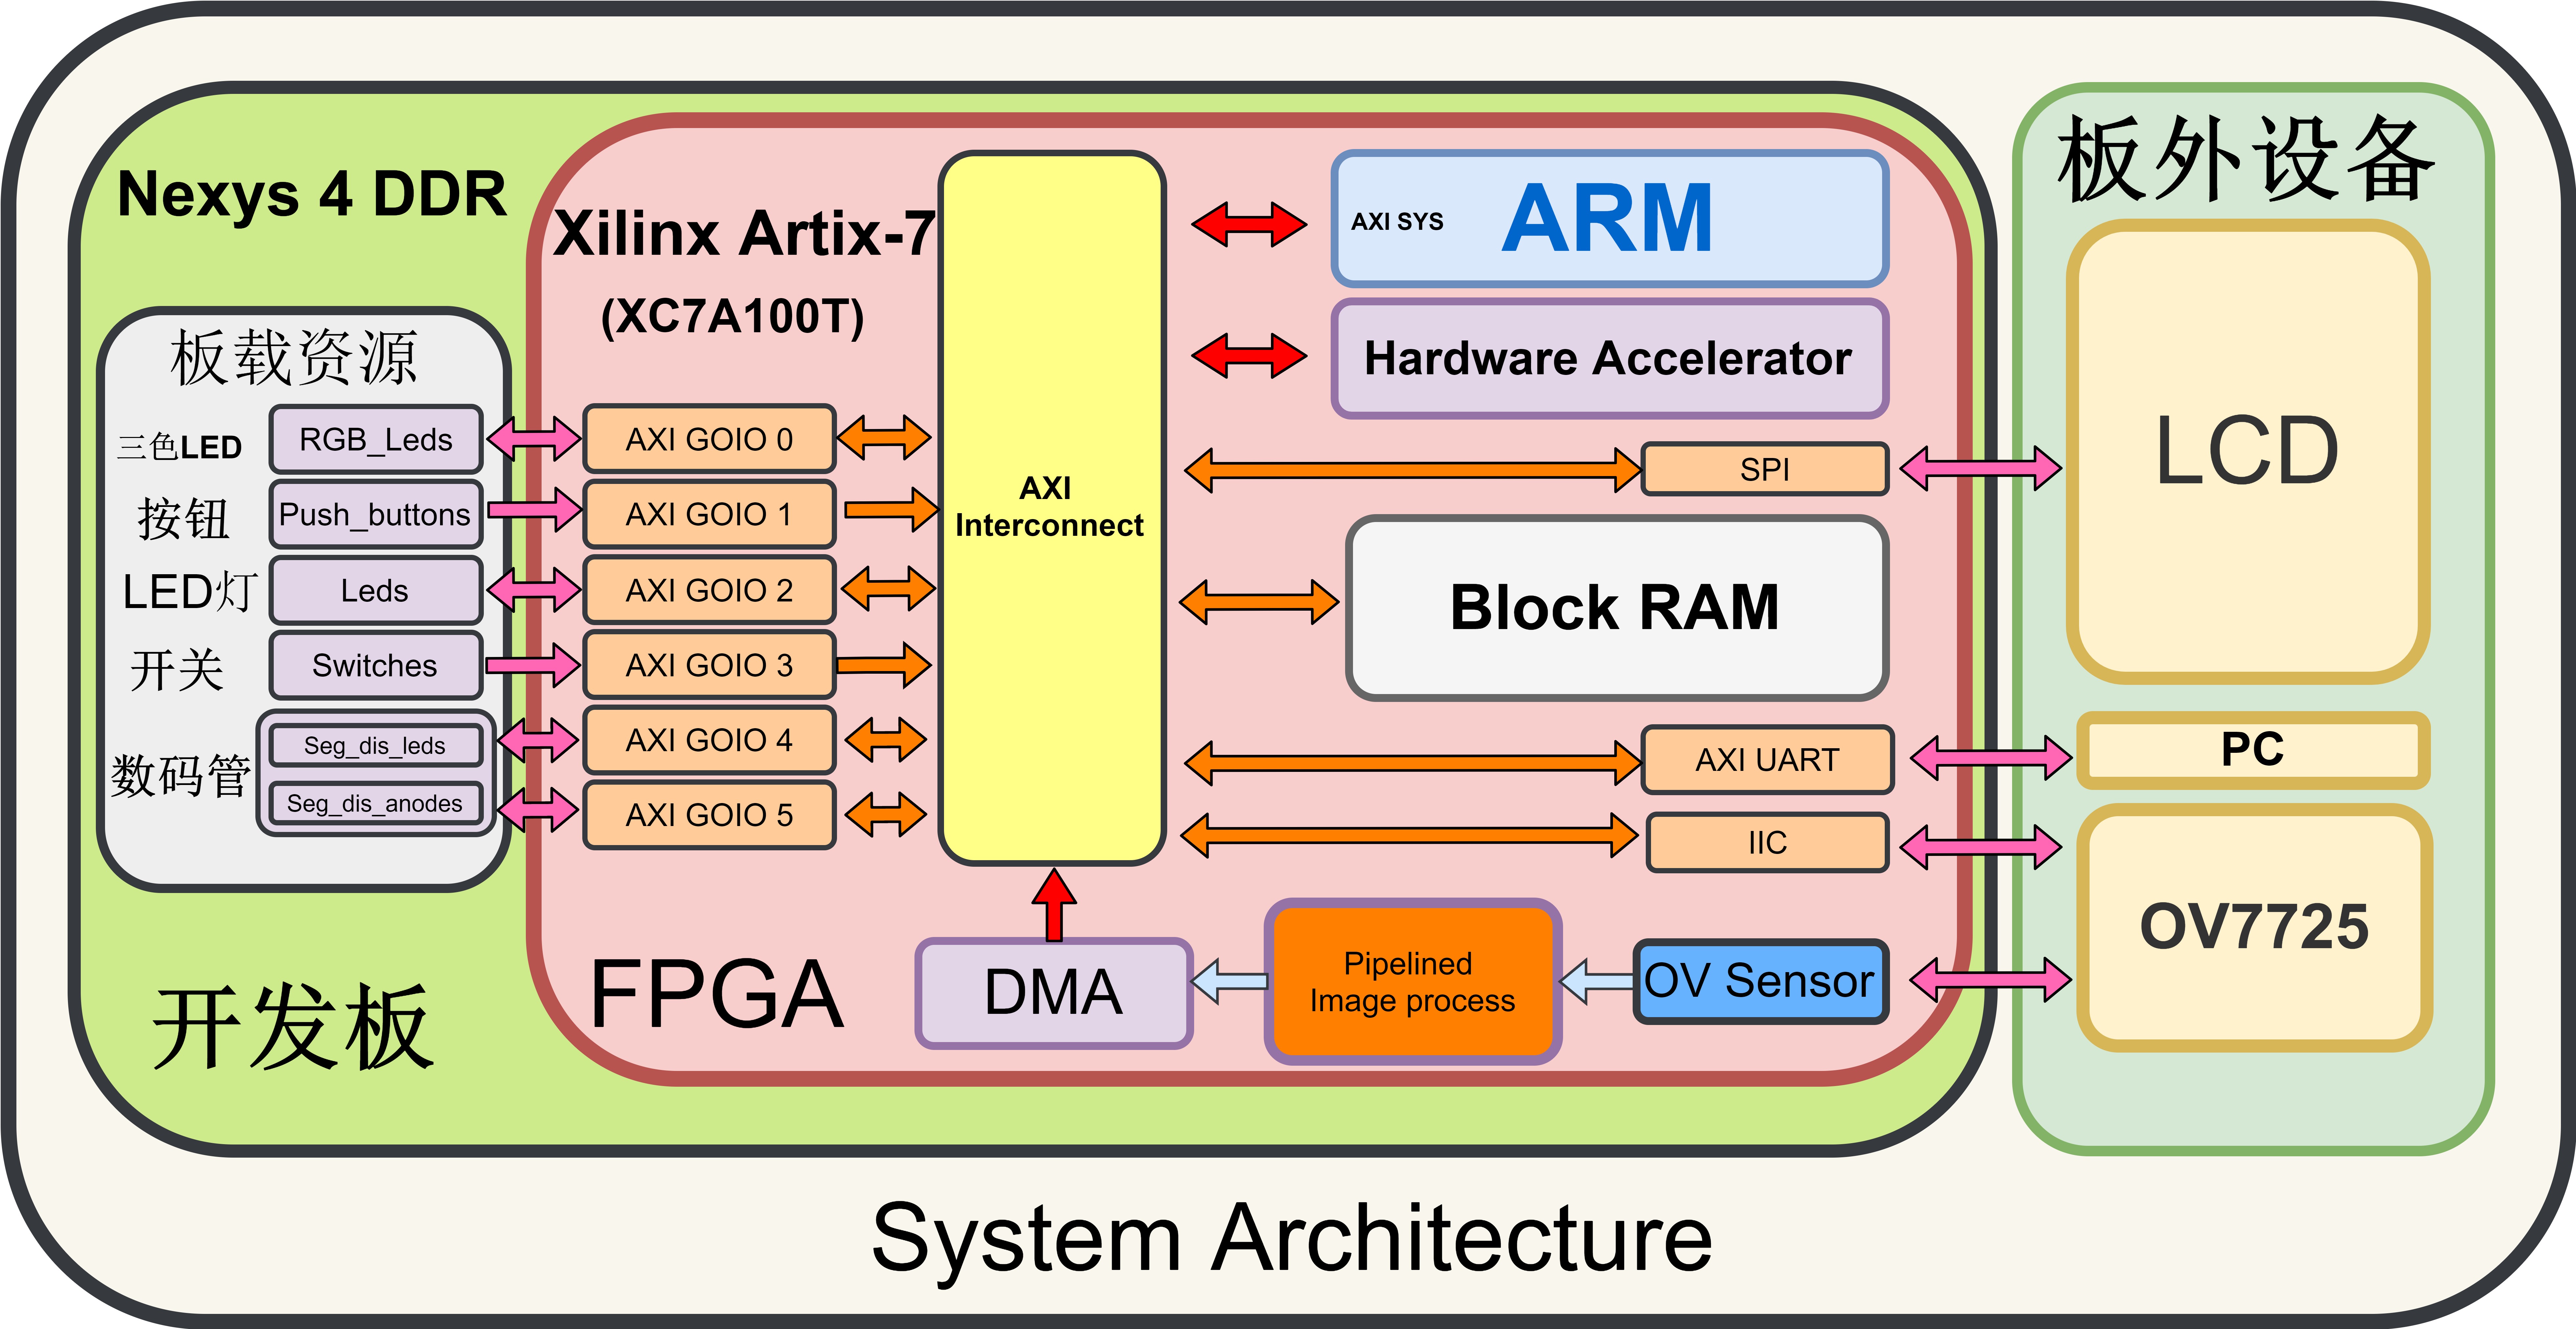 Nexys 4 DDR
板载资源
三色LED
RGB_Leds
按钮
Push_buttons
LED灯
Leds
开关
Switches
数码管
Seg_dis_leds
Seg_dis_anodes
开发板
Xilinx Artix-7
(XC7A100T)
AXI GOIO 0
AXI GOIO 1
AXI GOIO 2
AXI GOIO 3
AXI GOIO 4
AXI GOIO 5
FPGA
AXI
Interconnect
AXI SYS
ARM
Hardware Accelerator
SPI
Block RAM
AXI UART
IIC
DMA
Pipelined
Image process
OV Sensor
板外设备
LCD
PC
OV7725
System Architecture